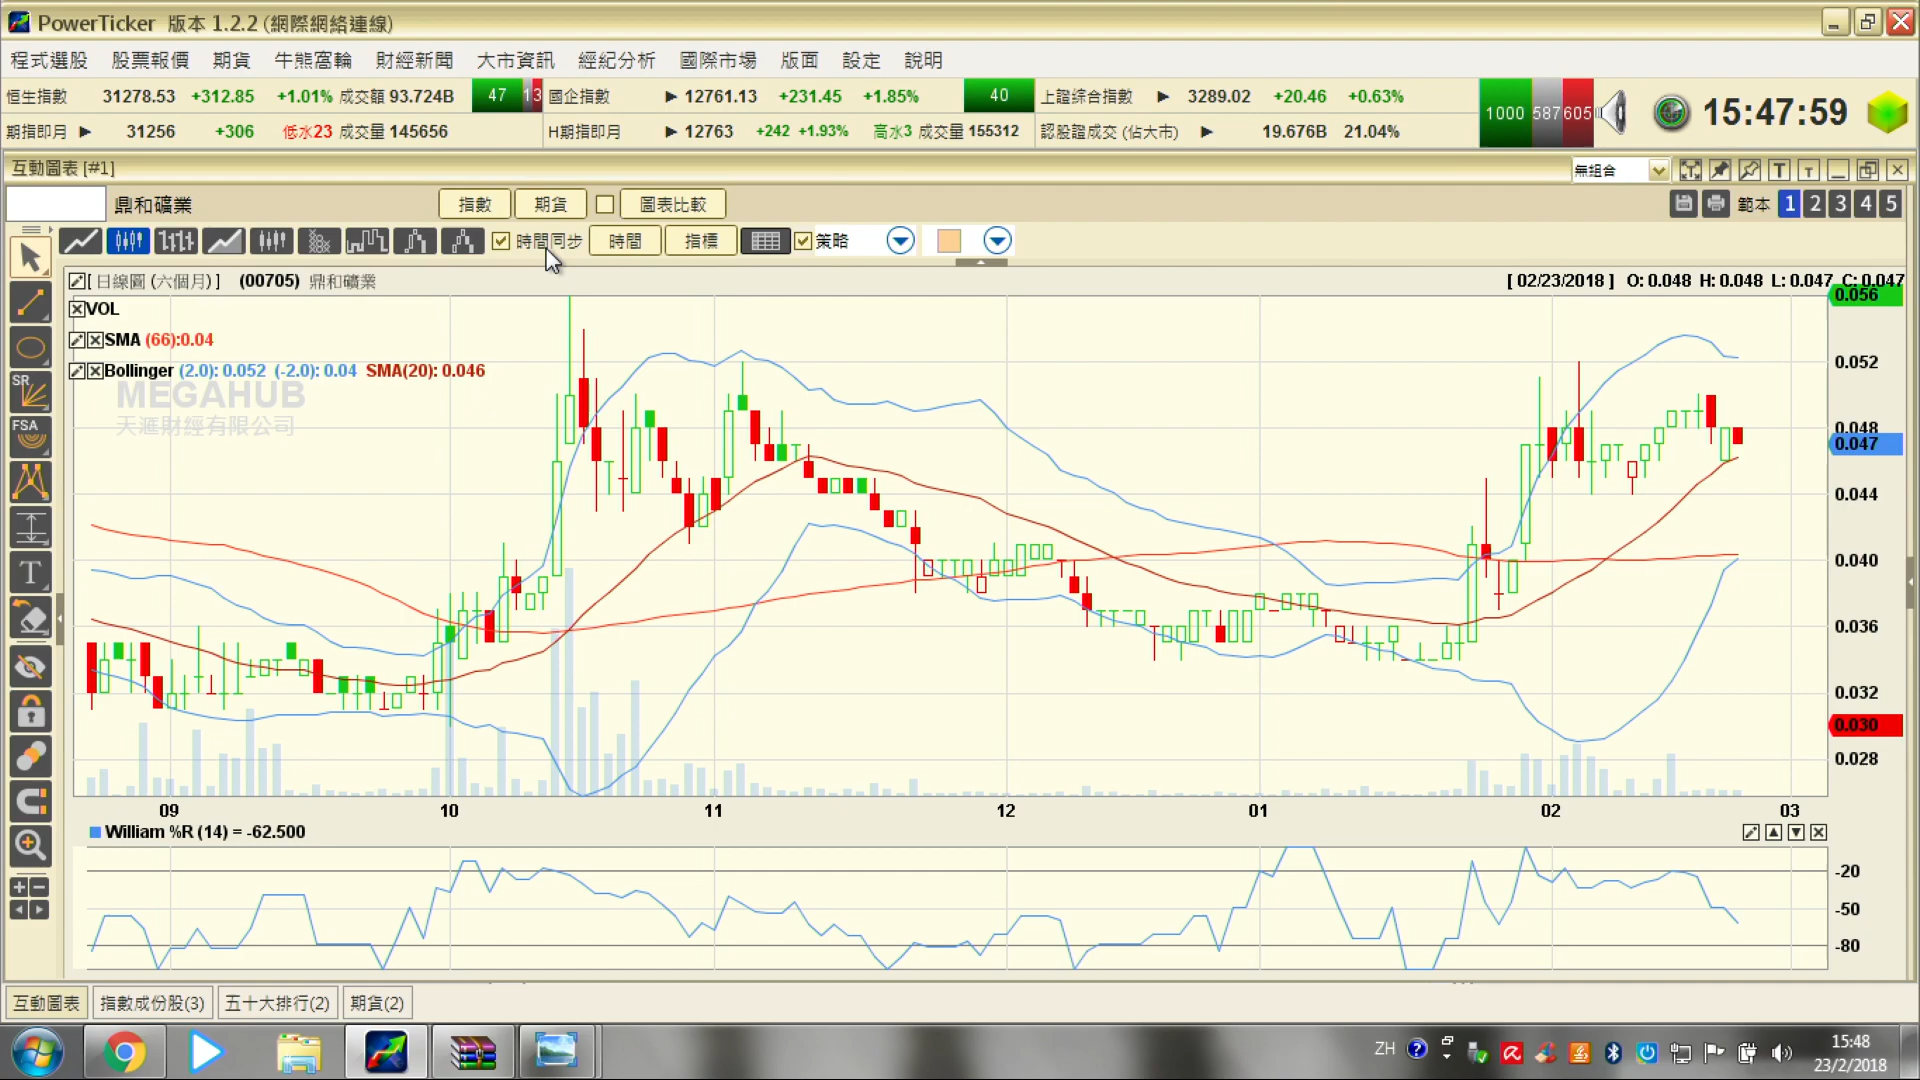 PowerTicker 版本 1.2.2 (網際網絡連線)
程式選股 股票報價 期貨 牛熊窩輪 財經新聞 大市資訊 經紀分析 國際市場 版面 設定 說明
恒生指數 31278.53 +312.85 +1.01% 成交額 93.724B 47 13 國企指數 ▶ 12761.13 +231.45 +1.85% 40 上證綜合指數 ▶ 3289.02 +20.46 +0.63%
1000 587 605 15:47:59
期指即月 ▶ 31256 +306 低水23 成交量 145656 H期指即月 ▶ 12763 +242 +1.93% 高水3 成交量 155312 認股證成交 (佔大市) ▶ 19.676B 21.04%
互動圖表 [#1] 無組合 T T
鼎和礦業 指數 期貨 圖表比較 範本 1 2 3 4 5
時間同步 時間 指標 策略
[ 日線圖 (六個月) ] (00705) 鼎和礦業 [ 02/23/2018 ] O: 0.048 H: 0.048 L: 0.047 C: 0.047
0.056
VOL
SMA (66):0.04
Bollinger (2.0): 0.052 (-2.0): 0.04 SMA(20): 0.046
MEGAHUB
天滙財經有限公司
SR
FSA
T
0.052
0.048
0.047
0.044
0.040
0.036
0.032
0.030
0.028
09 10 11 12 01 02 03
William %R (14) = -62.500
-20
-50
-80
互動圖表 指數成份股(3) 五十大排行(2) 期貨(2)
ZH 15:48
23/2/2018